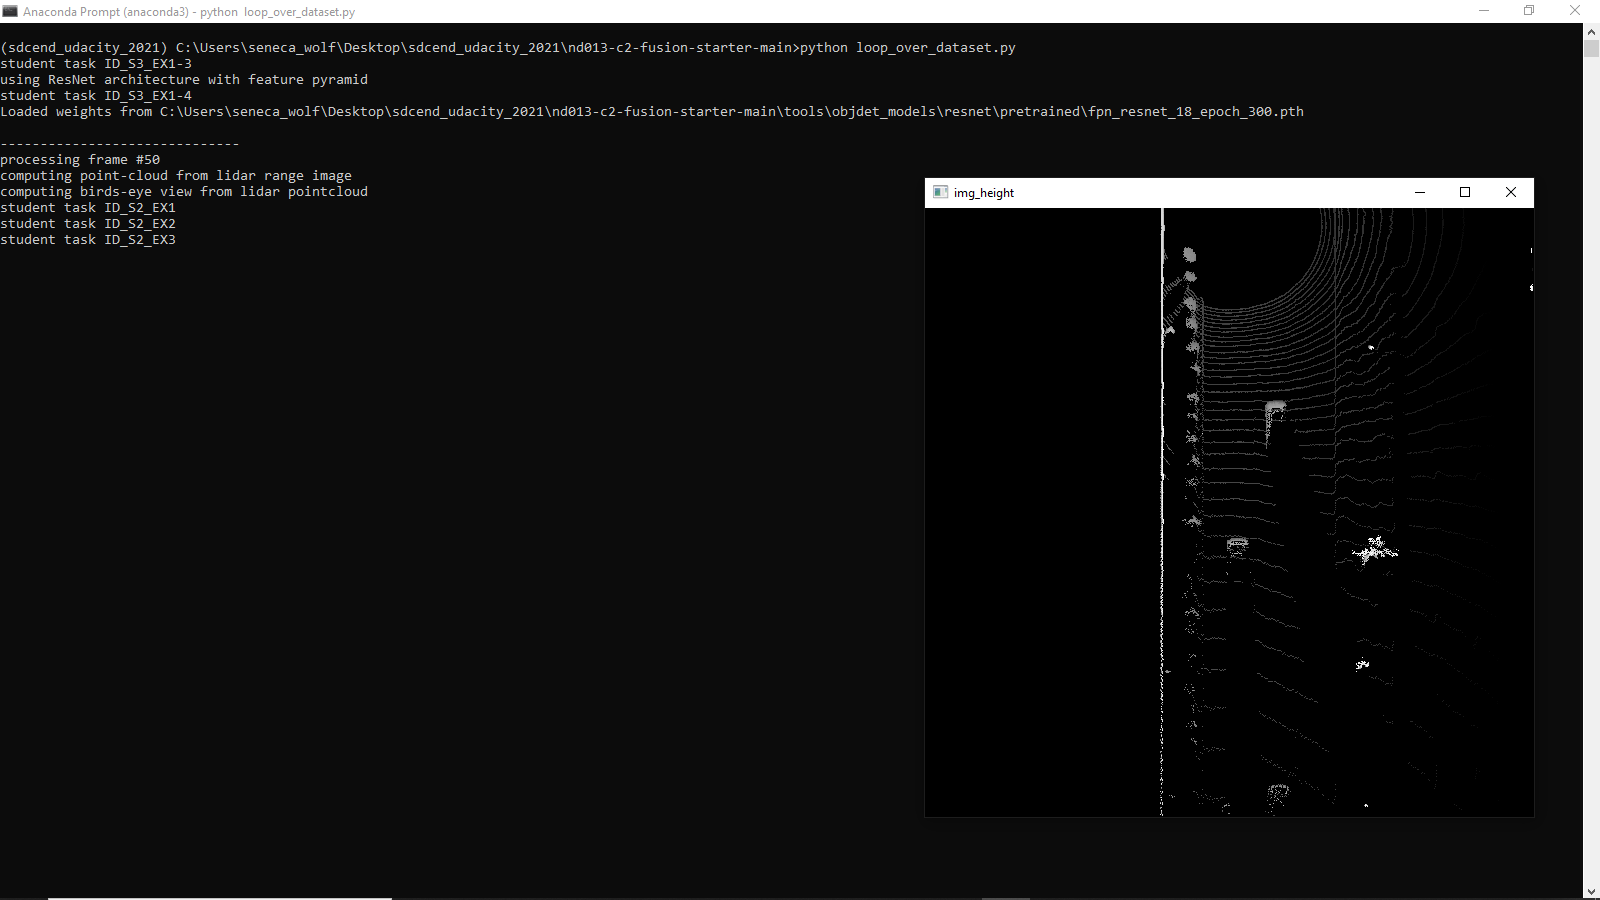 Anaconda Prompt (anaconda3) - python  loop_over_dataset.py
(sdcend_udacity_2021) C:\Users\seneca_wolf\Desktop\sdcend_udacity_2021\nd013-c2-fusion-starter-main>python loop_over_dataset.py
student task ID_S3_EX1-3
using ResNet architecture with feature pyramid
student task ID_S3_EX1-4
Loaded weights from C:\Users\seneca_wolf\Desktop\sdcend_udacity_2021\nd013-c2-fusion-starter-main\tools\objdet_models\resnet\pretrained\fpn_resnet_18_epoch_300.pth
------------------------------
processing frame #50
computing point-cloud from lidar range image
computing birds-eye view from lidar pointcloud
student task ID_S2_EX1
student task ID_S2_EX2
student task ID_S2_EX3
img_height